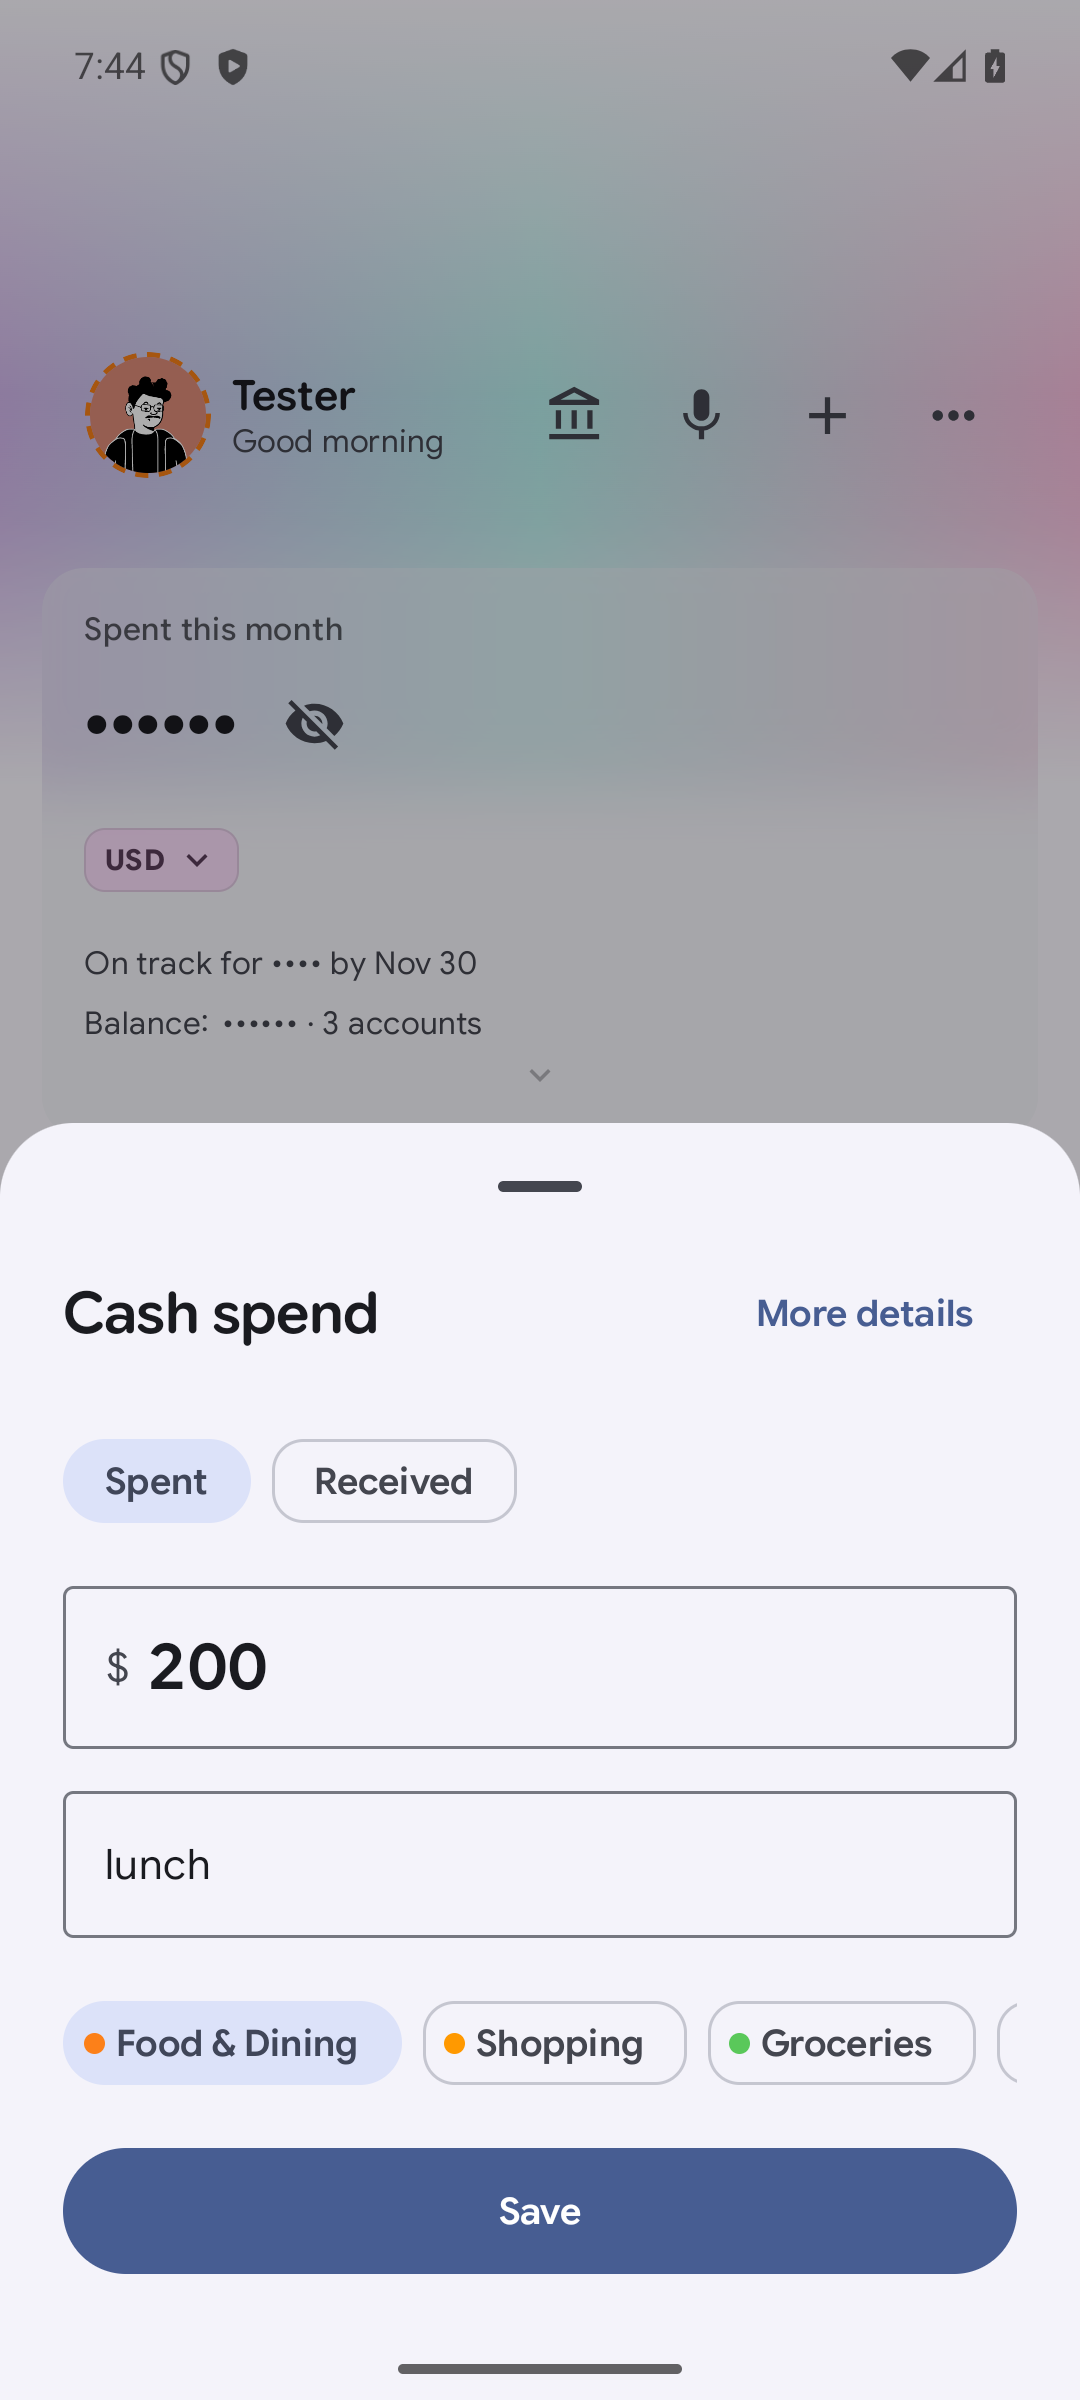 7:44
Tester
Good morning
Spent this month
••••••
USD
On track for •••• by Nov 30
Balance: •••••• · 3 accounts
Cash spend
More details
Spent
Received
$ 200
lunch
Food & Dining
Shopping
Groceries
Save